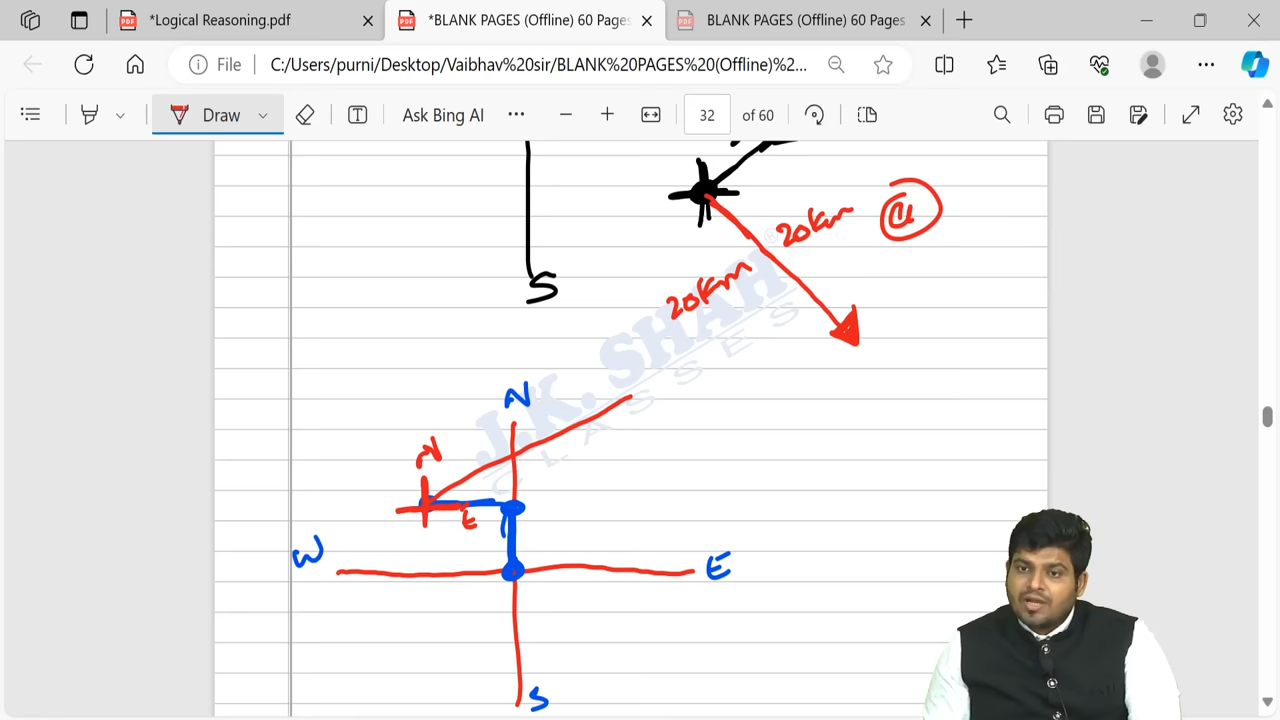 *Logical Reasoning.pdf
*BLANK PAGES (Offline) 60 Pages
BLANK PAGES (Offline) 60 Pages
File
C:/Users/purni/Desktop/Vaibhav%20sir/BLANK%20PAGES%20(Offline)%2...
Draw
Ask Bing AI
32
of 60
20km
20km
S
J.K. SHAH
CLASSES
N
N
E
W
E
S